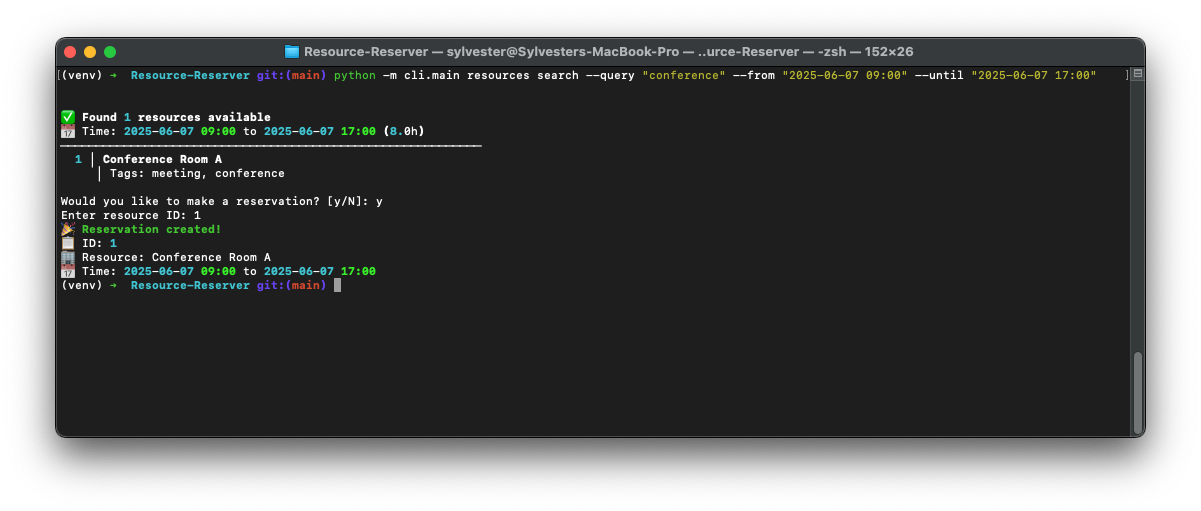 Resource-Reserver — sylvester@Sylvesters-MacBook-Pro — ..urce-Reserver — -zsh — 152×26
[(venv) ➜  Resource-Reserver git:(main) python -m cli.main resources search --query "conference" --from "2025-06-07 09:00" --until "2025-06-07 17:00" ]
✅ Found 1 resources available
📅 Time: 2025-06-07 09:00 to 2025-06-07 17:00 (8.0h)
────────────────────────────────────────────────────────────
1 │ Conference Room A
│ Tags: meeting, conference
Would you like to make a reservation? [y/N]: y
Enter resource ID: 1
🎉 Reservation created!
📋 ID: 1
🏢 Resource: Conference Room A
📅 Time: 2025-06-07 09:00 to 2025-06-07 17:00
(venv) ➜  Resource-Reserver git:(main)